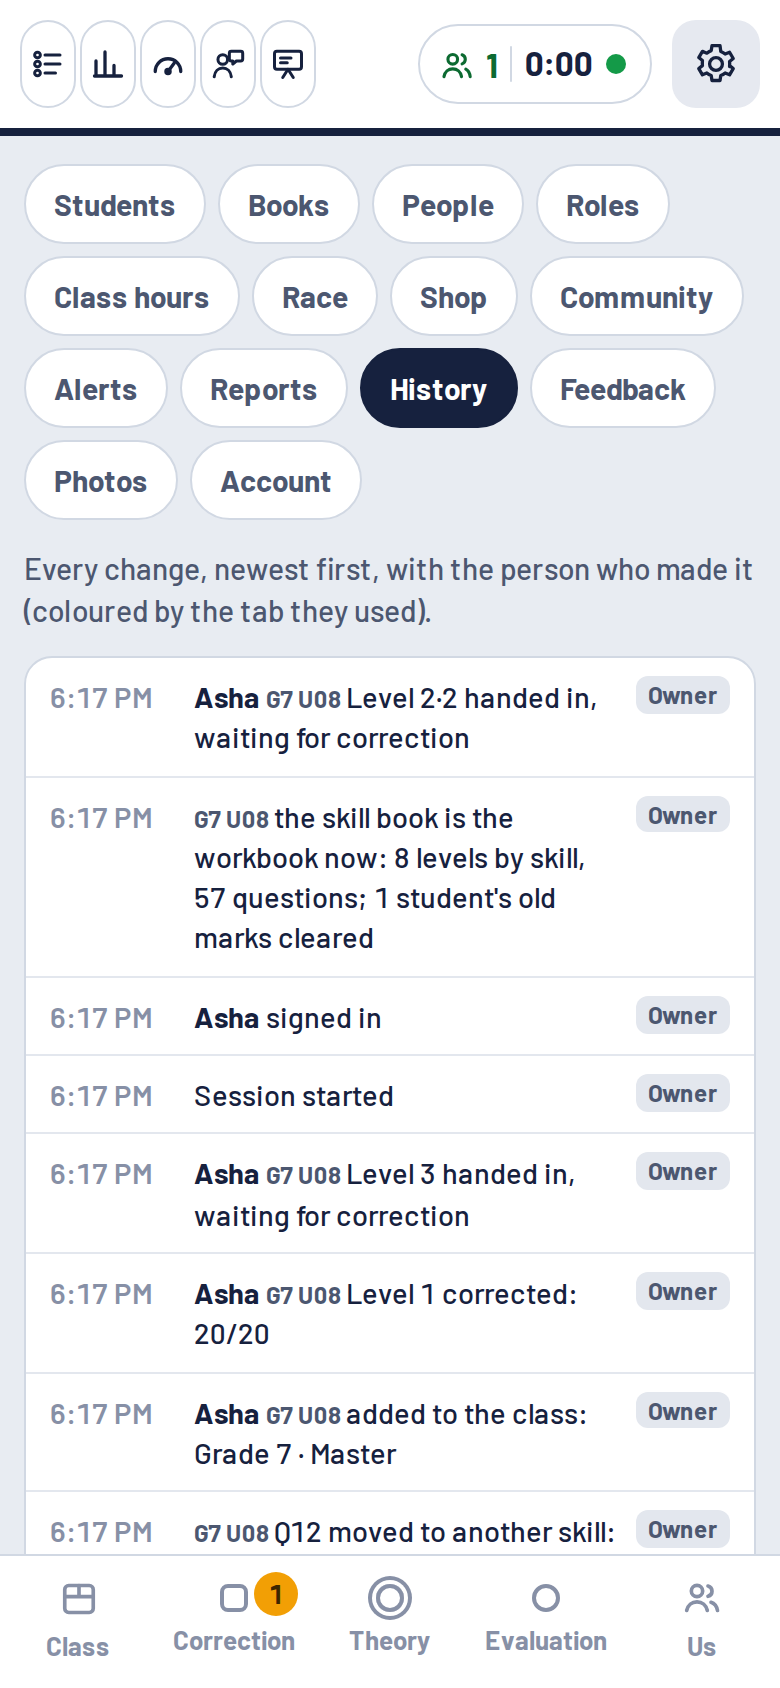 1 0:00
Students Books People Roles
Class hours Race Shop Community
Alerts Reports History Feedback
Photos Account
Every change, newest first, with the person who made it
(coloured by the tab they used).
6:17 PM Asha G7 U08 Level 2·2 handed in, Owner
waiting for correction
6:17 PM G7 U08 the skill book is the Owner
workbook now: 8 levels by skill,
57 questions; 1 student's old
marks cleared
6:17 PM Asha signed in Owner
6:17 PM Session started Owner
6:17 PM Asha G7 U08 Level 3 handed in, Owner
waiting for correction
6:17 PM Asha G7 U08 Level 1 corrected: Owner
20/20
6:17 PM Asha G7 U08 added to the class: Owner
Grade 7 · Master
6:17 PM G7 U08 Q12 moved to another skill: Owner
1
Class Correction Theory Evaluation Us